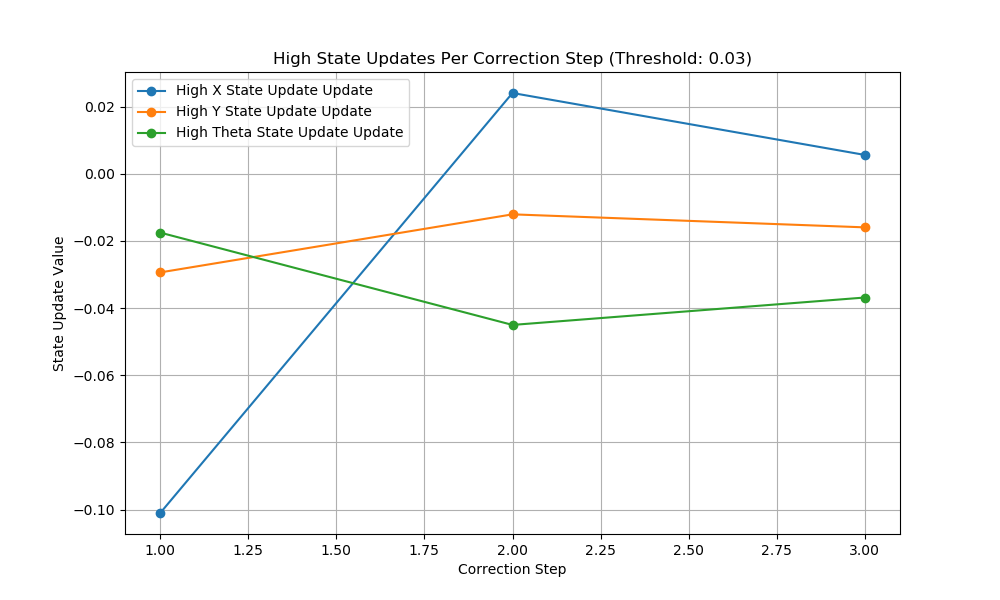 High State Updates Per Correction Step (Threshold: 0.03)
High X State Update Update
High Y State Update Update
High Theta State Update Update
State Update Value
0.02
0.00
−0.02
−0.04
−0.06
−0.08
−0.10
1.00 1.25 1.50 1.75 2.00 2.25 2.50 2.75 3.00
Correction Step